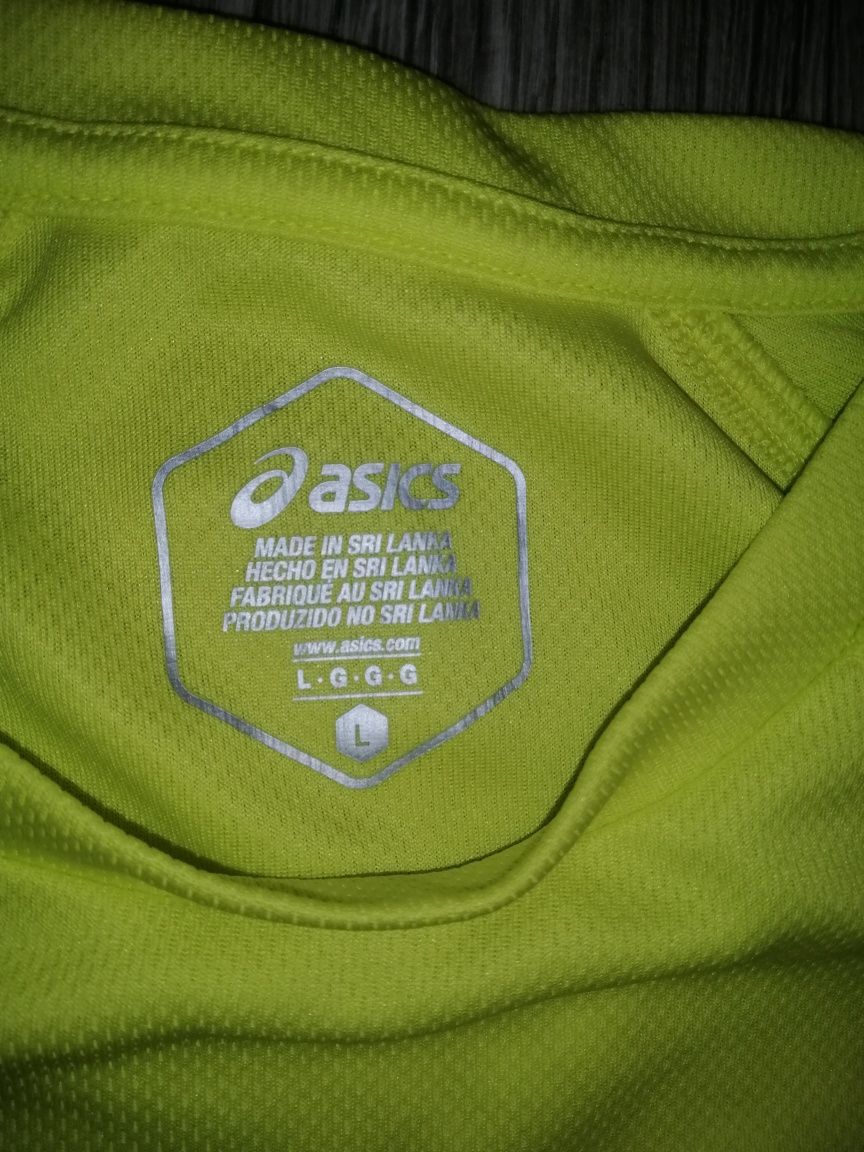 asics
MADE IN SRI LANKA
HECHO EN SRI LANKA
FABRIQUÉ AU SRI LANKA
PRODUZIDO NO SRI LANKA
www.asics.com
L·G·G·G
L